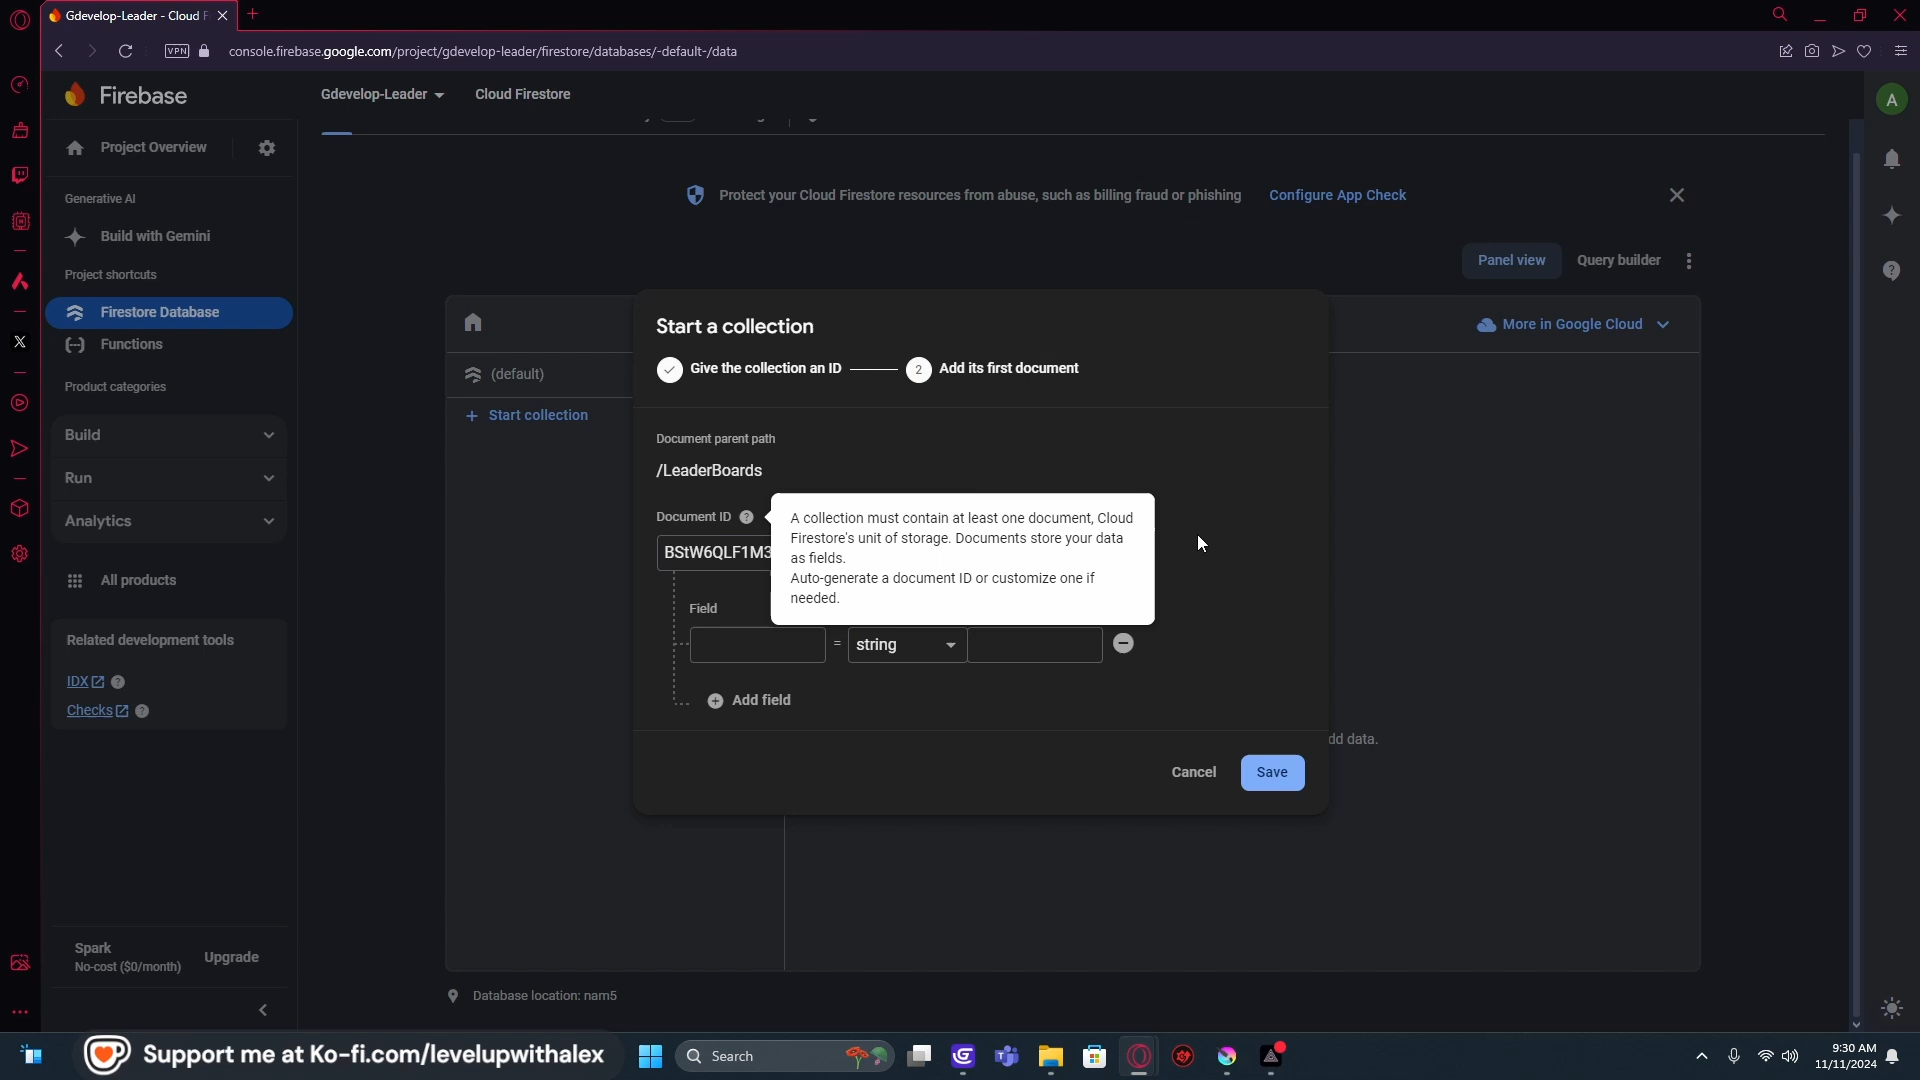 Gdevelop-Leader - Cloud F
VPN
console.firebase.google.com/project/gdevelop-leader/firestore/databases/-default-/data
Firebase
Gdevelop-Leader
Cloud Firestore
A
Project Overview
Generative AI
Build with Gemini
Project shortcuts
Firestore Database
Functions
Product categories
Build
Run
Analytics
All products
Related development tools
IDX
Checks
Spark
No-cost ($0/month)
Upgrade
Protect your Cloud Firestore resources from abuse, such as billing fraud or phishing
Configure App Check
Panel view
Query builder
More in Google Cloud
(default)
Start collection
Start a collection
Give the collection an ID
2
Add its first document
Document parent path
/LeaderBoards
Document ID
A collection must contain at least one document, Cloud
Firestore's unit of storage. Documents store your data
as fields.
Auto-generate a document ID or customize one if
needed.
BStW6QLF1M3
Field
=
string
Add field
dd data.
Cancel
Save
Database location: nam5
Support me at Ko-fi.com/levelupwithalex
Search
9:30 AM
11/11/2024